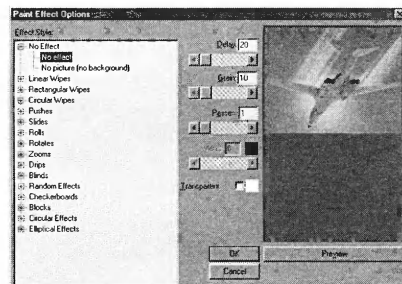 Paint Effect Options
Effect Style:
No Effect
No effect
No picture (no background)
Linear Wipes
Rectangular Wipes
Circular Wipes
Pushes
Slides
Rolls
Rotates
Zooms
Drips
Blinds
Random Effects
Checkerboards
Blocks
Circular Effects
Elliptical Effects
Delay: 20
Grain: 10
Passes: 1
Transparent
OK
Cancel
Preview